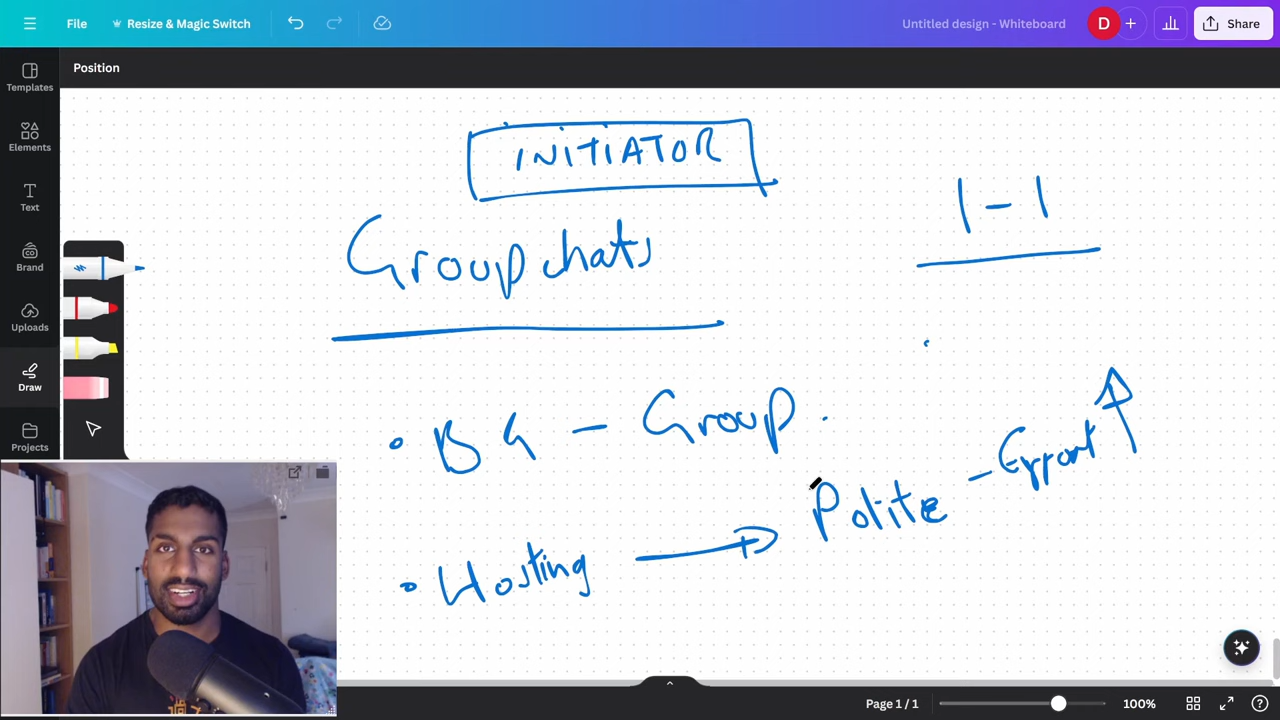 File
Resize & Magic Switch
Untitled design - Whiteboard
D
+
Share
Position
Templates
Elements
Text
Brand
Uploads
Draw
Projects
INITIATOR
Group chats
1 - 1
• BG - Group.
• Hosting → Polite - Effort ↑
Page 1 / 1
100%